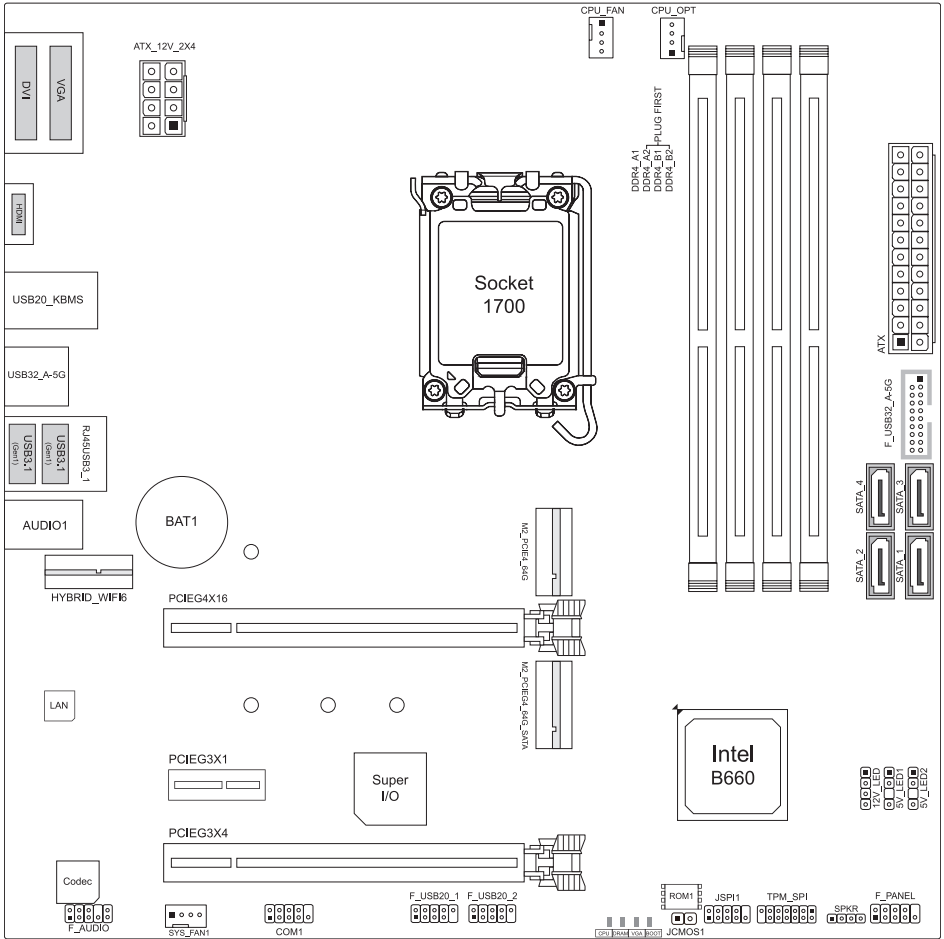 CPU_FAN
CPU_OPT
ATX_12V_2X4
DVI
VGA
PLUG FIRST
DDR4_A1
DDR4_A2
DDR4_B1
DDR4_B2
HDMI
Socket
1700
USB20_KBMS
ATX
USB32_A-5G
F_USB32_A-5G
USB3.1
(Gen1)
USB3.1
(Gen1)
RJ45USB3_1
SATA_4
SATA_3
AUDIO1
BAT1
M2_PCIE4_64G
SATA_2
SATA_1
HYBRID_WIFI6
PCIEG4X16
LAN
M2_PCIEG4_64G_SATA
Intel
B660
PCIEG3X1
Super
I/O
12V_LED
5V_LED1
5V_LED2
PCIEG3X4
Codec
F_AUDIO
SYS_FAN1
COM1
F_USB20_1
F_USB20_2
CPU
DRAM
VGA
BOOT
ROM1
JCMOS1
JSPI1
TPM_SPI
SPKR
F_PANEL